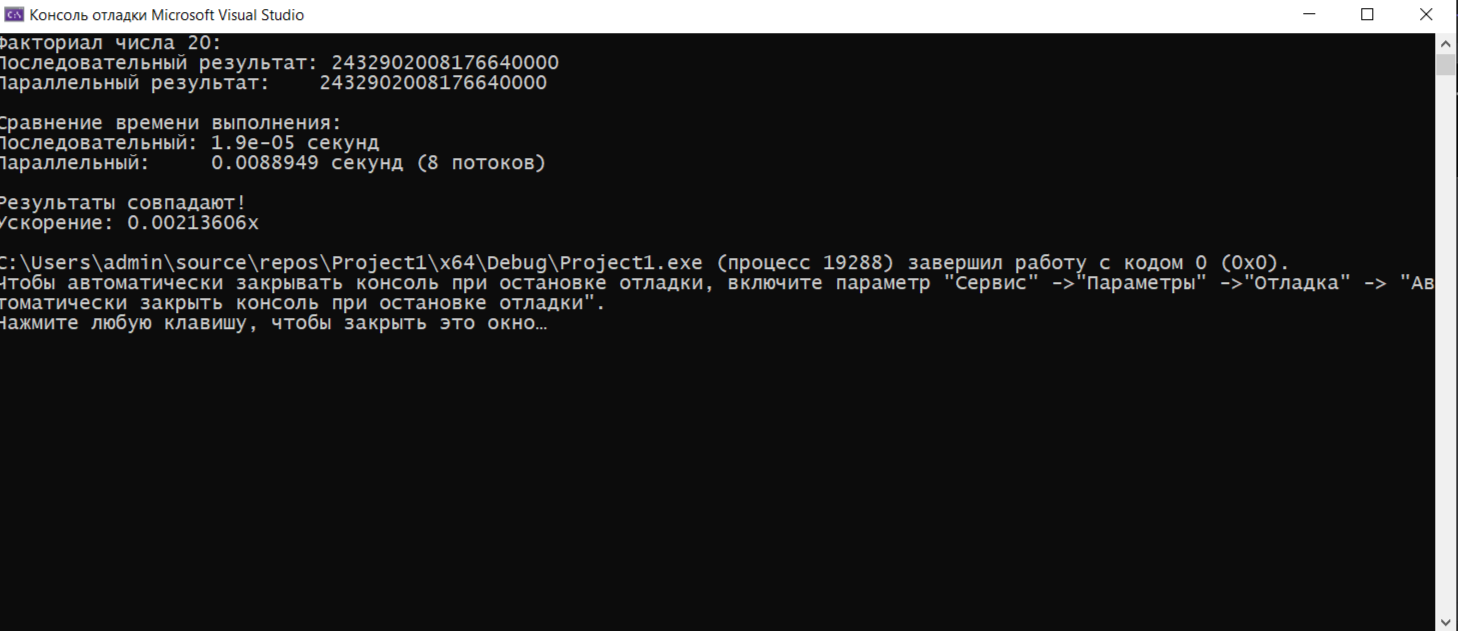 Консоль отладки Microsoft Visual Studio
Факториал числа 20:
Последовательный результат: 2432902008176640000
Параллельный результат:    2432902008176640000
Сравнение времени выполнения:
Последовательный: 1.9e-05 секунд
Параллельный:     0.0088949 секунд (8 потоков)
Результаты совпадают!
Ускорение: 0.00213606x
C:\Users\admin\source\repos\Project1\x64\Debug\Project1.exe (процесс 19288) завершил работу с кодом 0 (0x0).
Чтобы автоматически закрывать консоль при остановке отладки, включите параметр "Сервис" ->"Параметры" ->"Отладка" -> "Ав
томатически закрыть консоль при остановке отладки".
Нажмите любую клавишу, чтобы закрыть это окно…